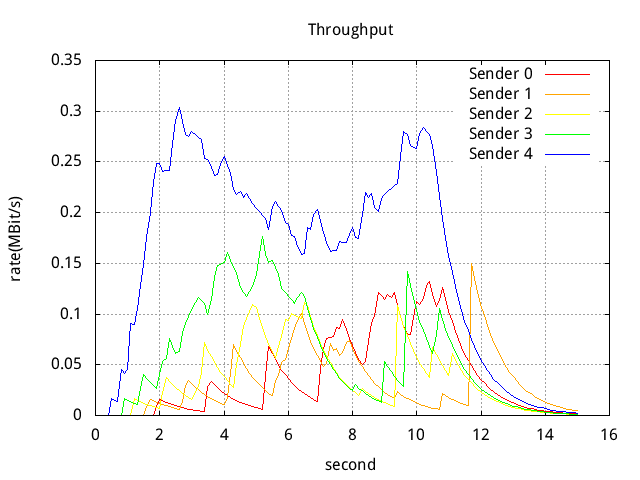 Throughput
0.35
0.3
0.25
0.2
0.15
0.1
0.05
0
rate(MBit/s)
Sender 0
Sender 1
Sender 2
Sender 3
Sender 4
0 2 4 6 8 10 12 14 16
second